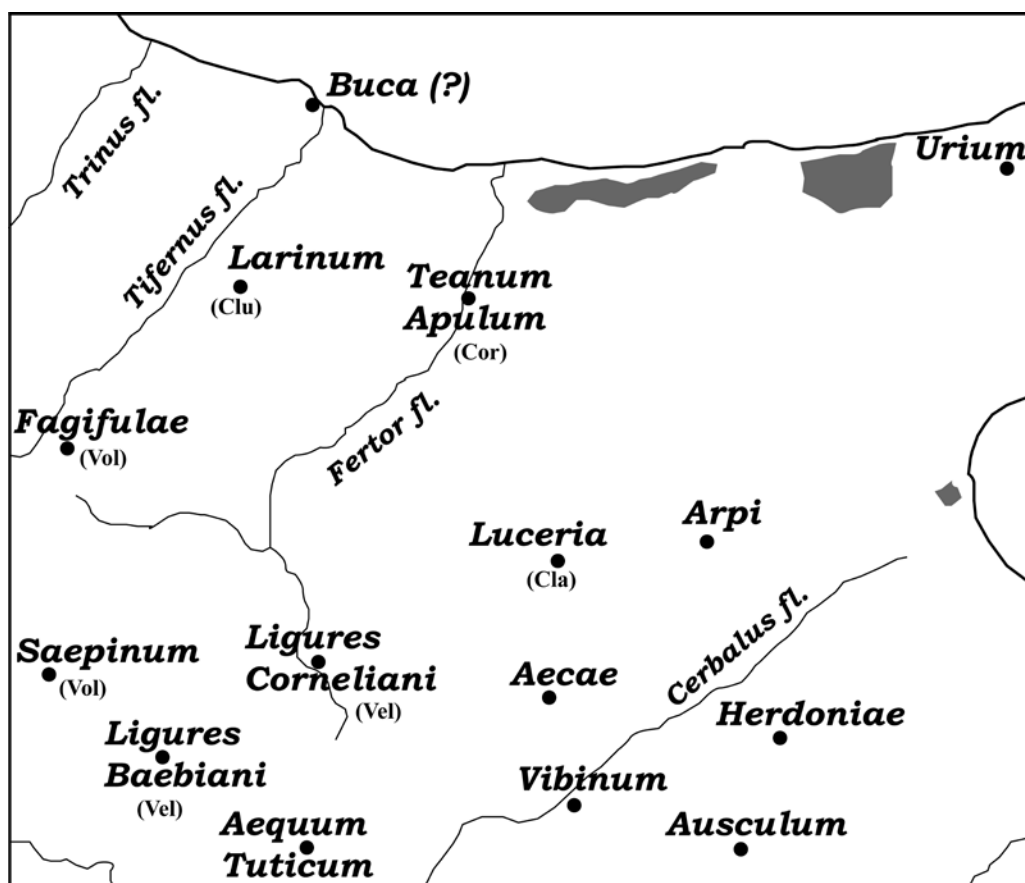 Buca (?)
Trinus fl.
Urium
Tifernus fl.
Larinum
(Clu)
Teanum
Apulum
(Cor)
Fagifulae
(Vol)
Fertor fl.
Luceria
(Cla)
Arpi
Cerbalus fl.
Saepinum
(Vol)
Ligures
Corneliani
(Vel)
Aecae
Herdoniae
Ligures
Baebiani
(Vel)
Vibinum
Aequum
Tuticum
Ausculum